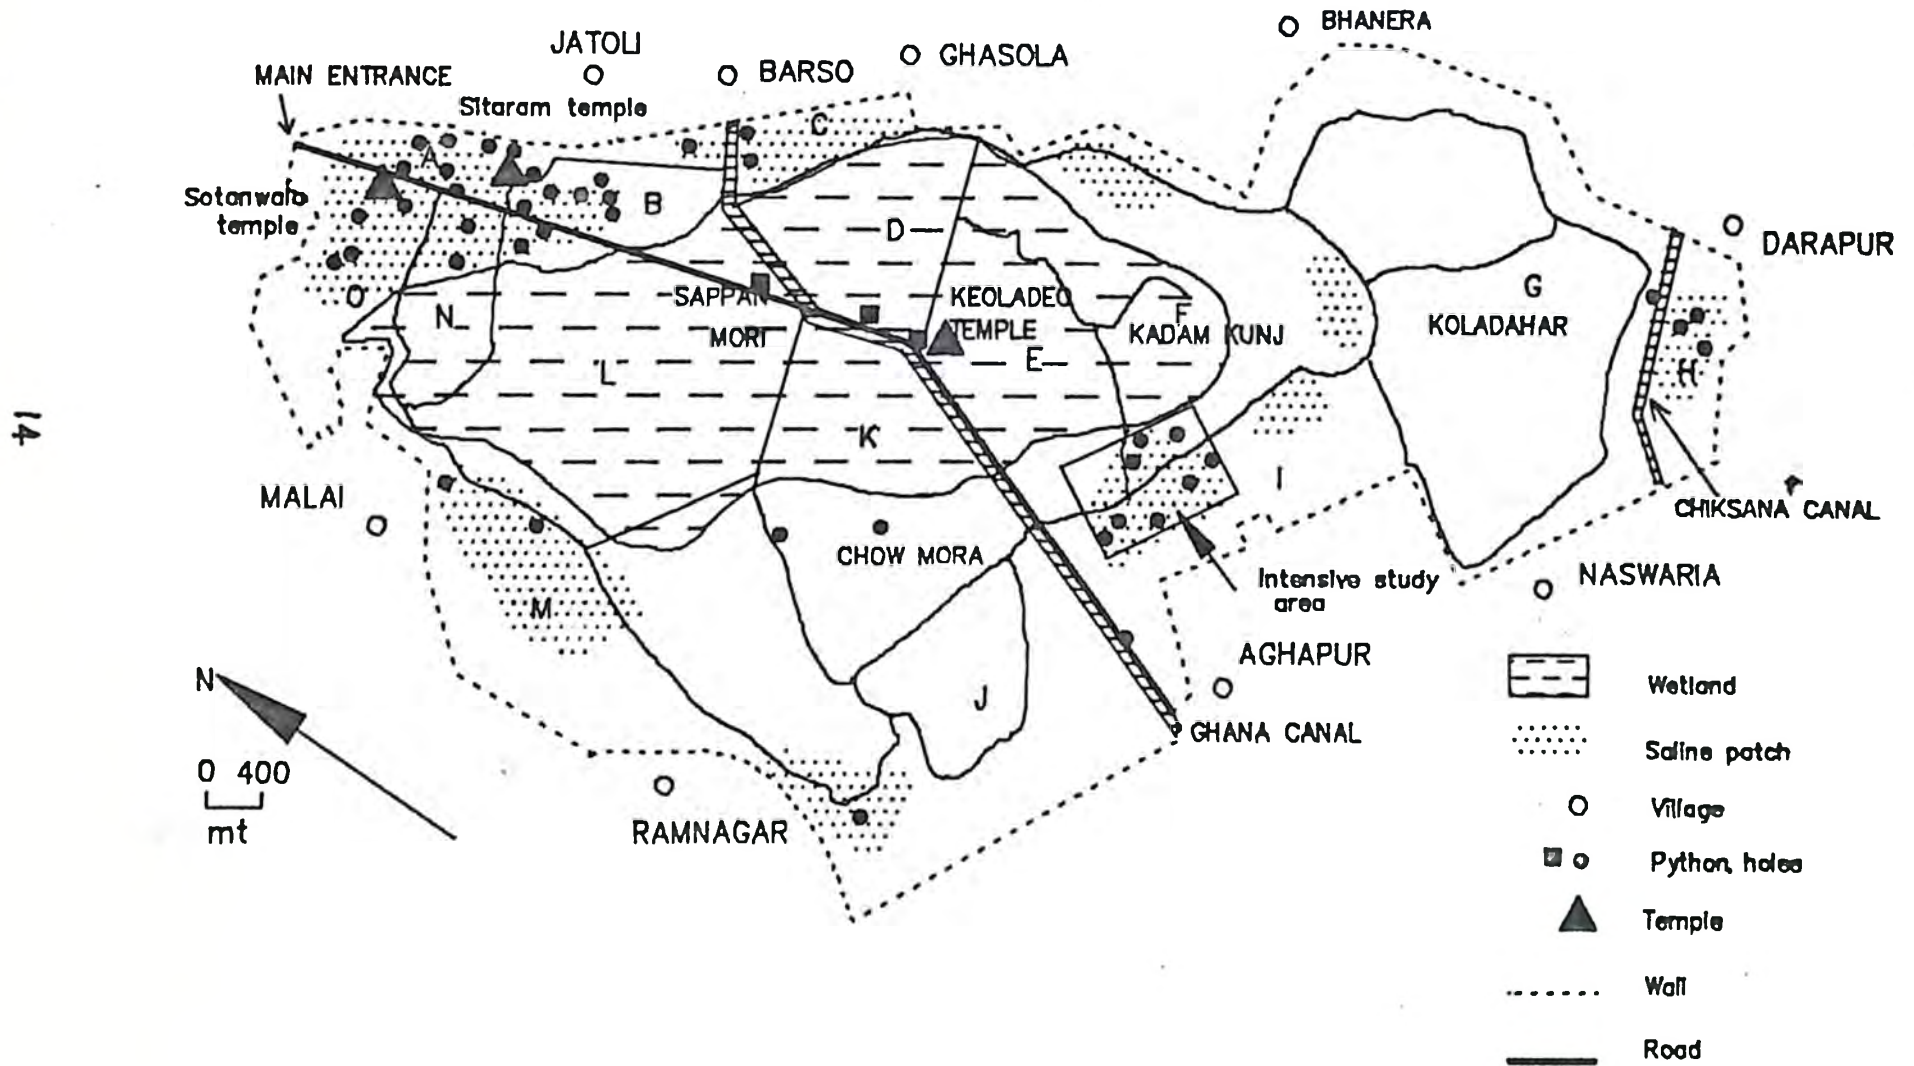 BHANERA
JATOLI
GHASOLA
BARSO
MAIN ENTRANCE
Sitaram temple
C
A
Sotanwala
temple
B
D
DARAPUR
O
N
SAPPAN
MORI
KEOLADEO
TEMPLE
F
KADAM KUNJ
G
KOLADAHAR
L
E
H
K
14
MALAI
I
CHIKSANA CANAL
CHOW MORA
M
Intensive study
area
NASWARIA
AGHAPUR
N
J
GHANA CANAL
0 400
mt
RAMNAGAR
Wetland
Saline patch
Village
Python, holes
Temple
Wall
Road